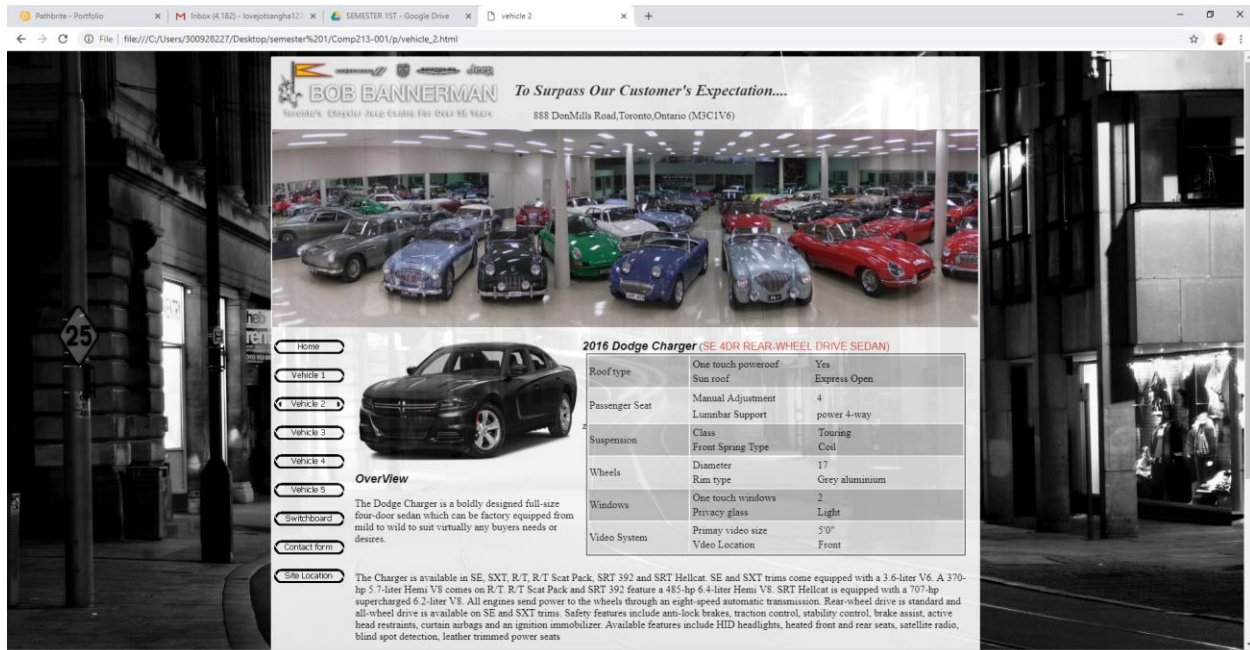 Pathbrite - Portfolio
Inbox (4,182) - lovejotsangha12
SEMESTER 1ST - Google Drive
vehicle 2
File | file:///C:/Users/300928227/Desktop/semester%201/Comp213-001/p/vehicle_2.html
Jeep
BOB BANNERMAN
Toronto's Chrysler Jeep Centre For Over 55 Years
To Surpass Our Customer's Expectation....
888 DonMills Road,Toronto,Ontario (M3C1V6)
25
Home
Vehicle 1
Vehicle 2
Vehicle 3
Vehicle 4
Vehicle 5
Switchboard
Contact form
Site Location
2016 Dodge Charger (SE 4DR REAR-WHEEL DRIVE SEDAN)
Roof type One touch poweroof Yes
Sun roof Express Open
Passenger Seat Manual Adjustment 4
Lumnbar Support power 4-way
z
Suspension Class Touring
Front Spring Type Coil
Wheels Diameter 17
Rim type Grey aluminium
Windows One touch windows 2
Privacy glass Light
Video System Primay video size 5'0"
Vdeo Location Front
OverView
The Dodge Charger is a boldly designed full-size
four-door sedan which can be factory equipped from
mild to wild to suit virtually any buyers needs or
desires.
The Charger is available in SE, SXT, R/T, R/T Scat Pack, SRT 392 and SRT Hellcat. SE and SXT trims come equipped with a 3.6-liter V6. A 370-
hp 5.7-liter Hemi V8 comes on R/T. R/T Scat Pack and SRT 392 feature a 485-hp 6.4-liter Hemi V8. SRT Hellcat is equipped with a 707-hp
supercharged 6.2-liter V8. All engines send power to the wheels through an eight-speed automatic transmission. Rear-wheel drive is standard and
all-wheel drive is available on SE and SXT trims. Safety features include anti-lock brakes, traction control, stability control, brake assist, active
head restraints, curtain airbags and an ignition immobilizer. Available features include HID headlights, heated front and rear seats, satellite radio,
blind spot detection, leather trimmed power seats